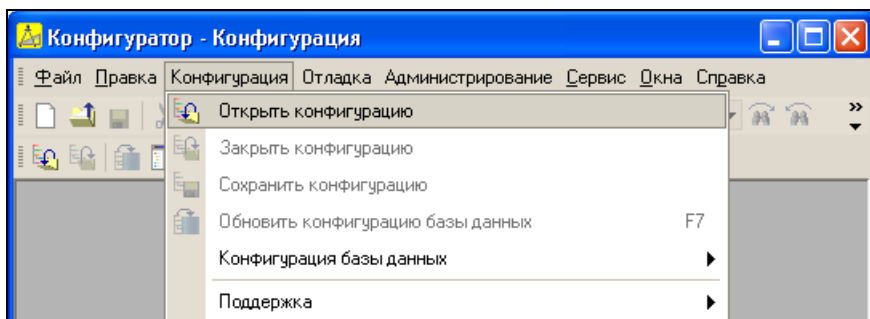 Конфигуратор - Конфигурация
Файл Правка Конфигурация Отладка Администрирование Сервис Окна Справка
Открыть конфигурацию
Закрыть конфигурацию
Сохранить конфигурацию
Обновить конфигурацию базы данных F7
Конфигурация базы данных
Поддержка